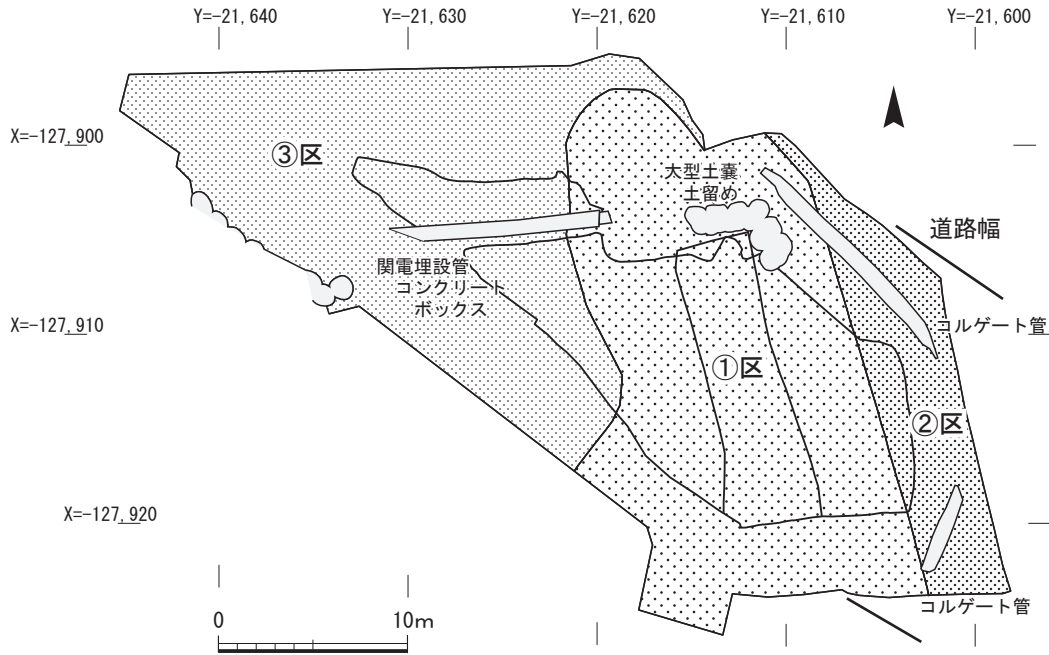 Y=-21,640
Y=-21,630
Y=-21,620
Y=-21,610
Y=-21,600
X=-127,900
③区
大型土嚢
土留め
道路幅
関電埋設管
コンクリート
ボックス
X=-127,910
コルゲート管
①区
②区
X=-127,920
コルゲート管
0
10m